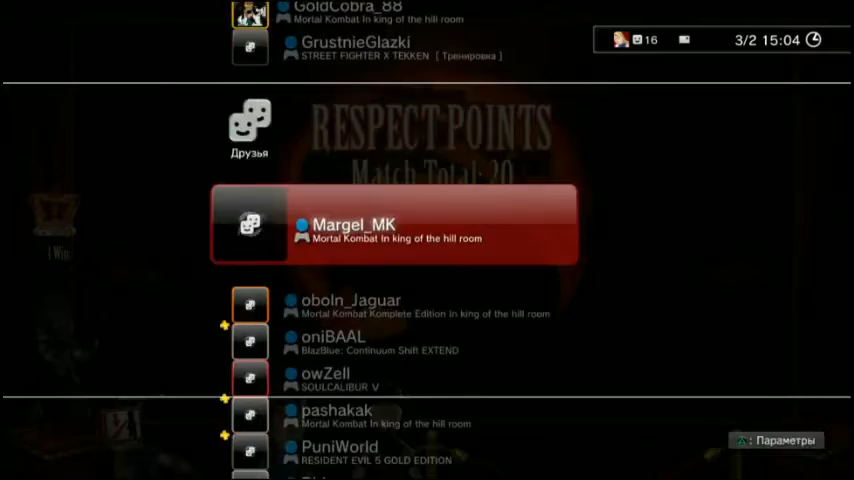 GoldCobra_88
Mortal Kombat In king of the hill room
GrustnieGlazki
STREET FIGHTER X TEKKEN [ Тренировка ]
16
3/2 15:04
RESPECT POINTS
Match Total: 20
Друзья
Margel_MK
Mortal Kombat In king of the hill room
1 Win
oboln_Jaguar
Mortal Kombat Komplete Edition In king of the hill room
oniBAAL
BlazBlue: Continuum Shift EXTEND
owZell
SOULCALIBUR V
pashakak
Mortal Kombat In king of the hill room
PuniWorld
RESIDENT EVIL 5 GOLD EDITION
: Параметры